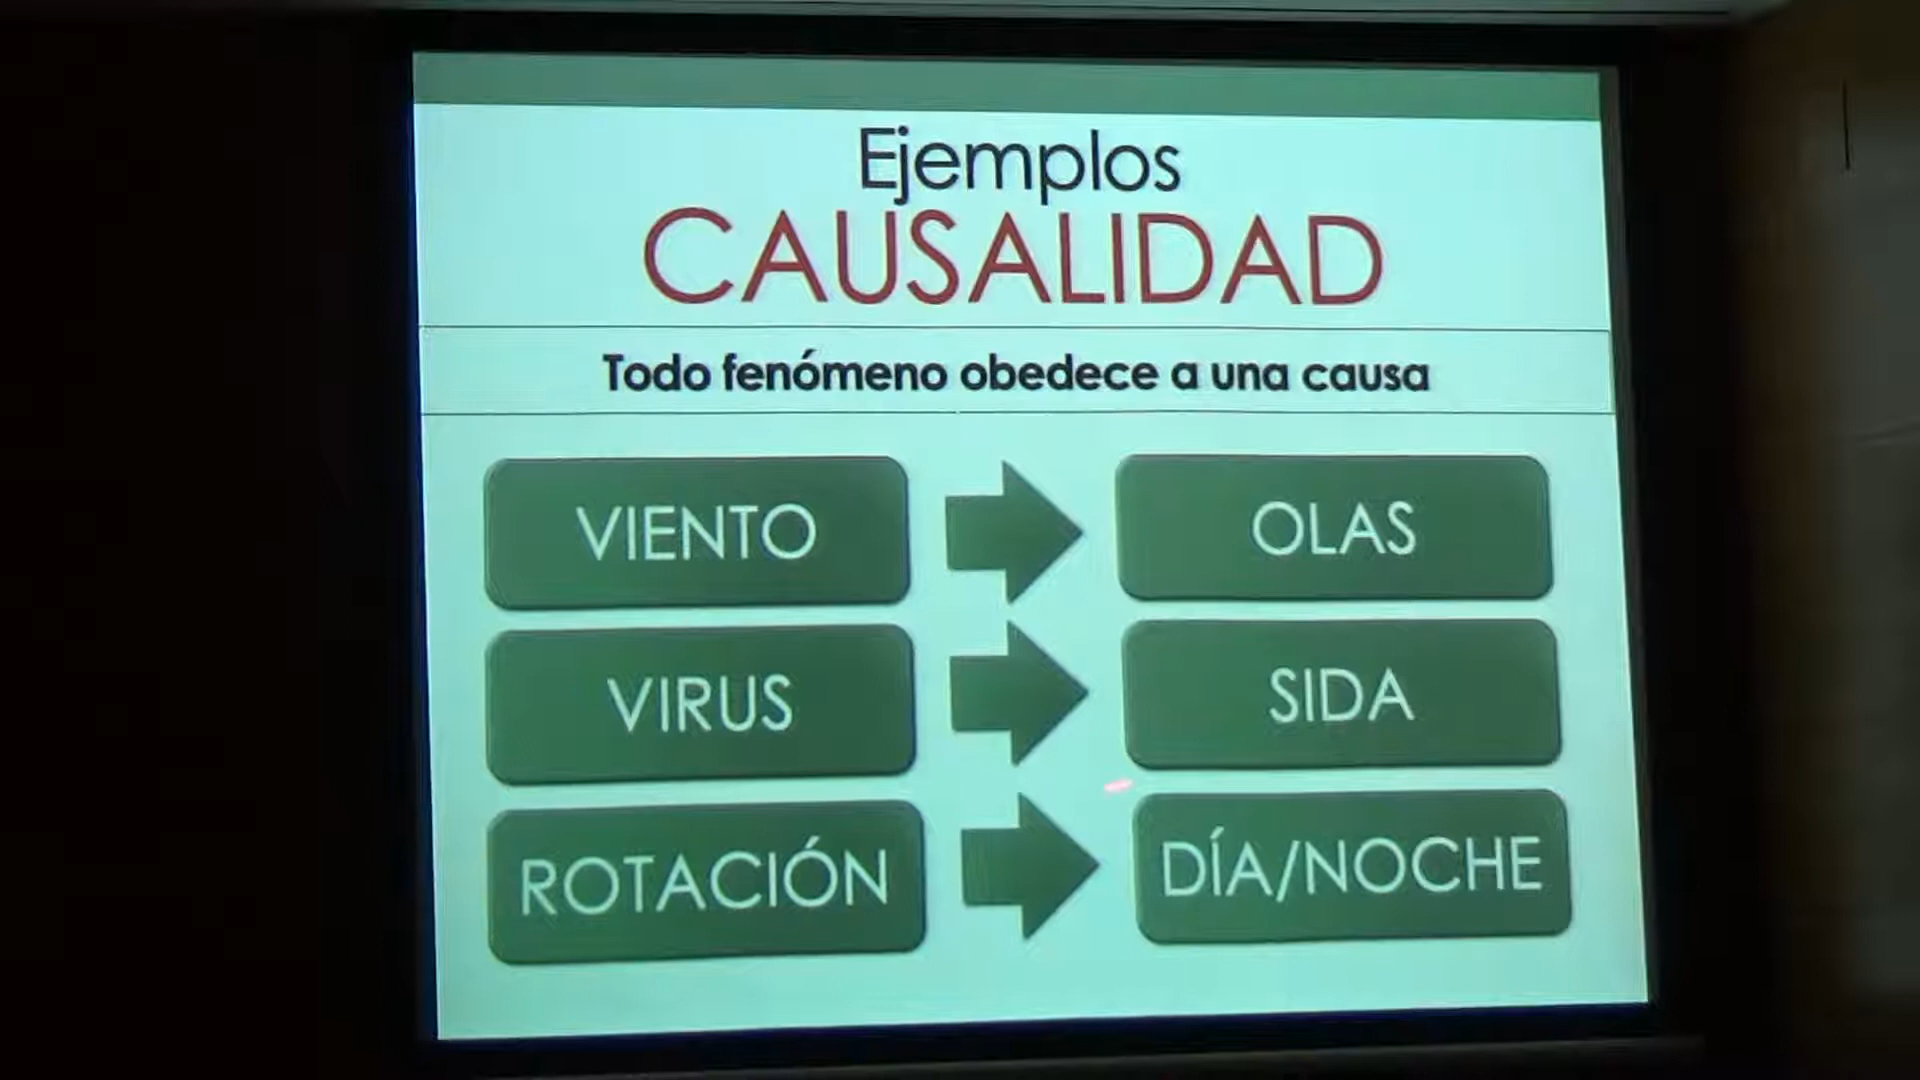 Ejemplos
CAUSALIDAD
Todo fenómeno obedece a una causa
VIENTO
OLAS
VIRUS
SIDA
ROTACIÓN
DÍA/NOCHE